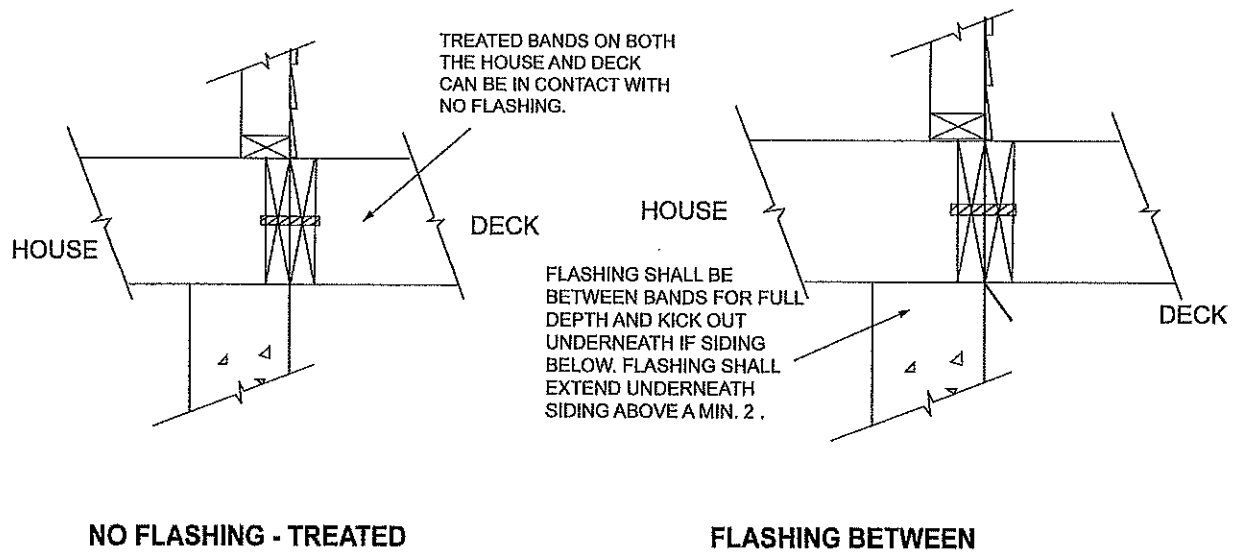 TREATED BANDS ON BOTH
THE HOUSE AND DECK
CAN BE IN CONTACT WITH
NO FLASHING.
HOUSE
DECK
HOUSE
FLASHING SHALL BE
BETWEEN BANDS FOR FULL
DEPTH AND KICK OUT
UNDERNEATH IF SIDING
BELOW. FLASHING SHALL
EXTEND UNDERNEATH
SIDING ABOVE A MIN. 2 .
DECK
NO FLASHING - TREATED
FLASHING BETWEEN